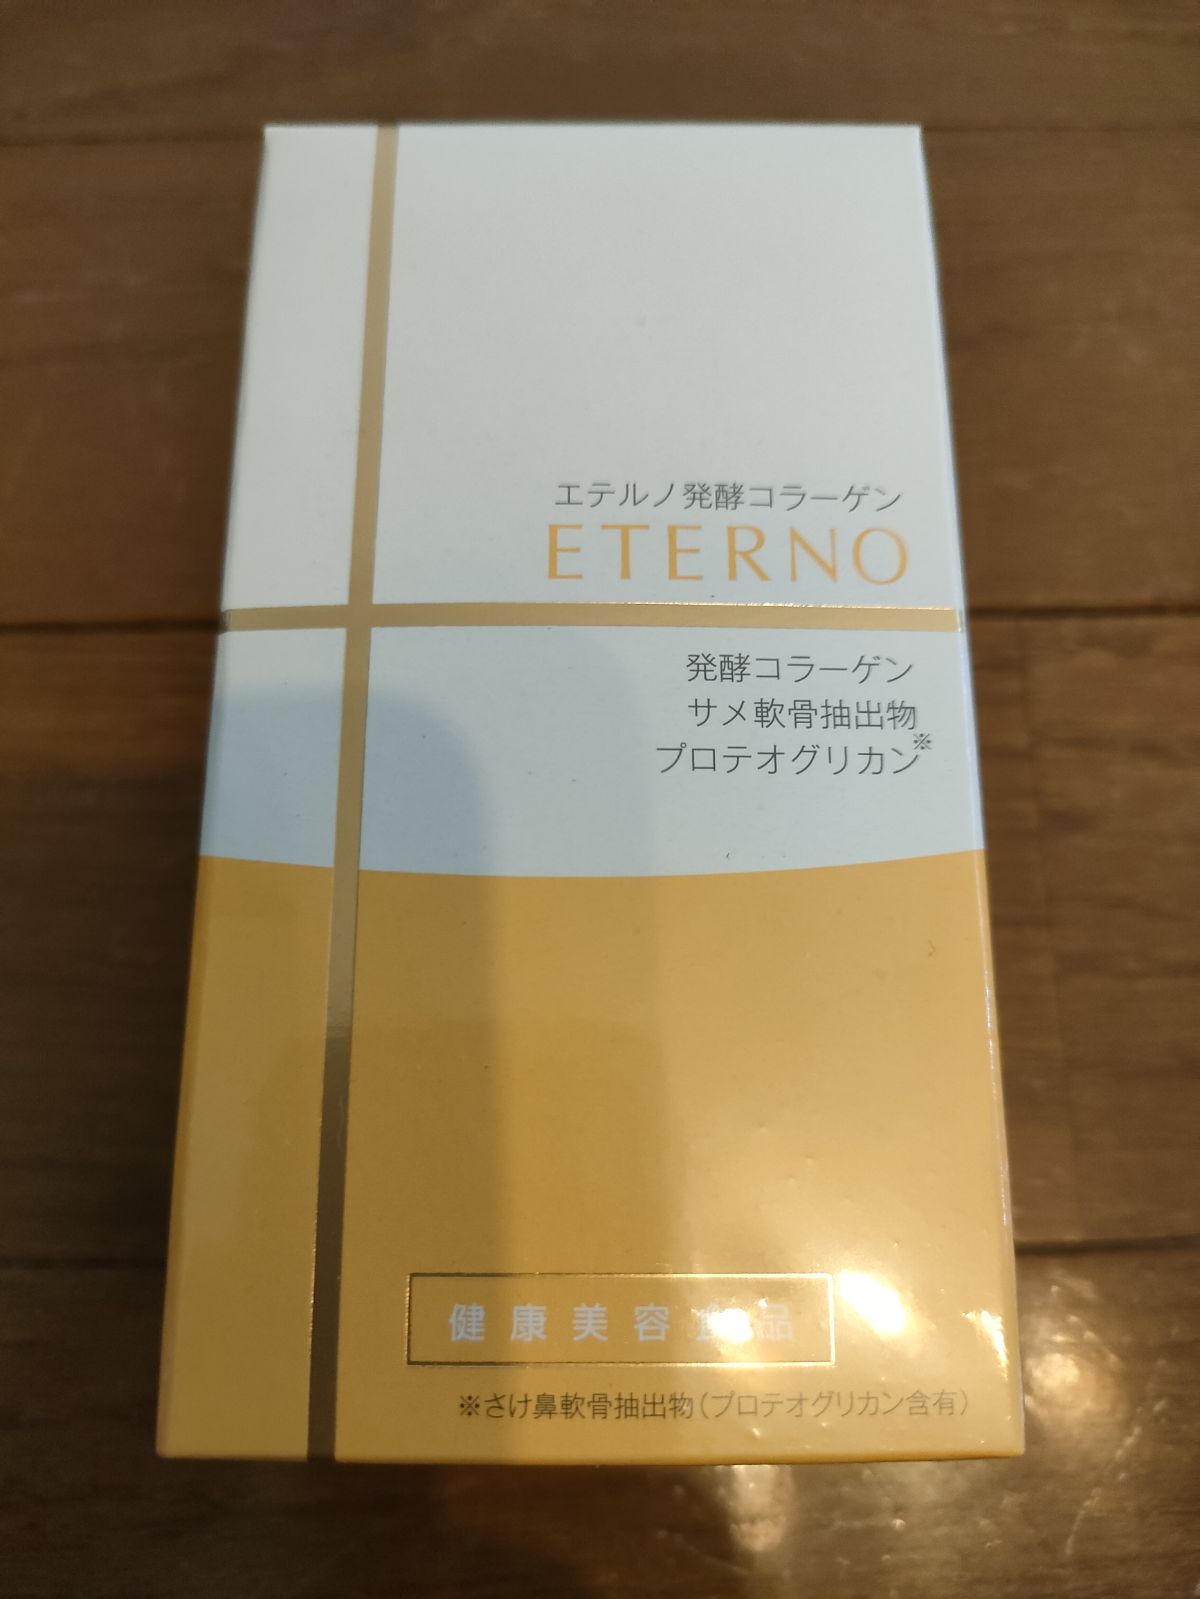 エテルノ発酵コラーゲン
ETERNO
発酵コラーゲン
サメ軟骨抽出物
プロテオグリカン※
健康美容食品
※さけ鼻軟骨抽出物(プロテオグリカン含有)